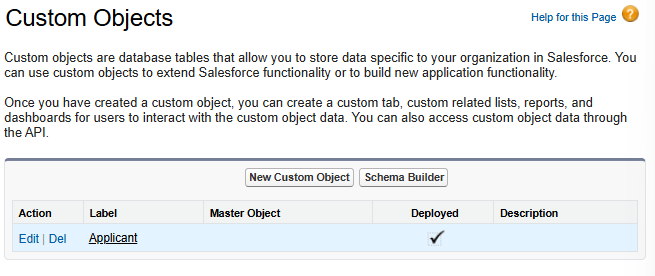 Custom Objects
Help for this Page
Custom objects are database tables that allow you to store data specific to your organization in Salesforce. You
can use custom objects to extend Salesforce functionality or to build new application functionality.
Once you have created a custom object, you can create a custom tab, custom related lists, reports, and
dashboards for users to interact with the custom object data. You can also access custom object data through
the API.
New Custom Object Schema Builder
Action Label Master Object Deployed Description
Edit | Del Applicant